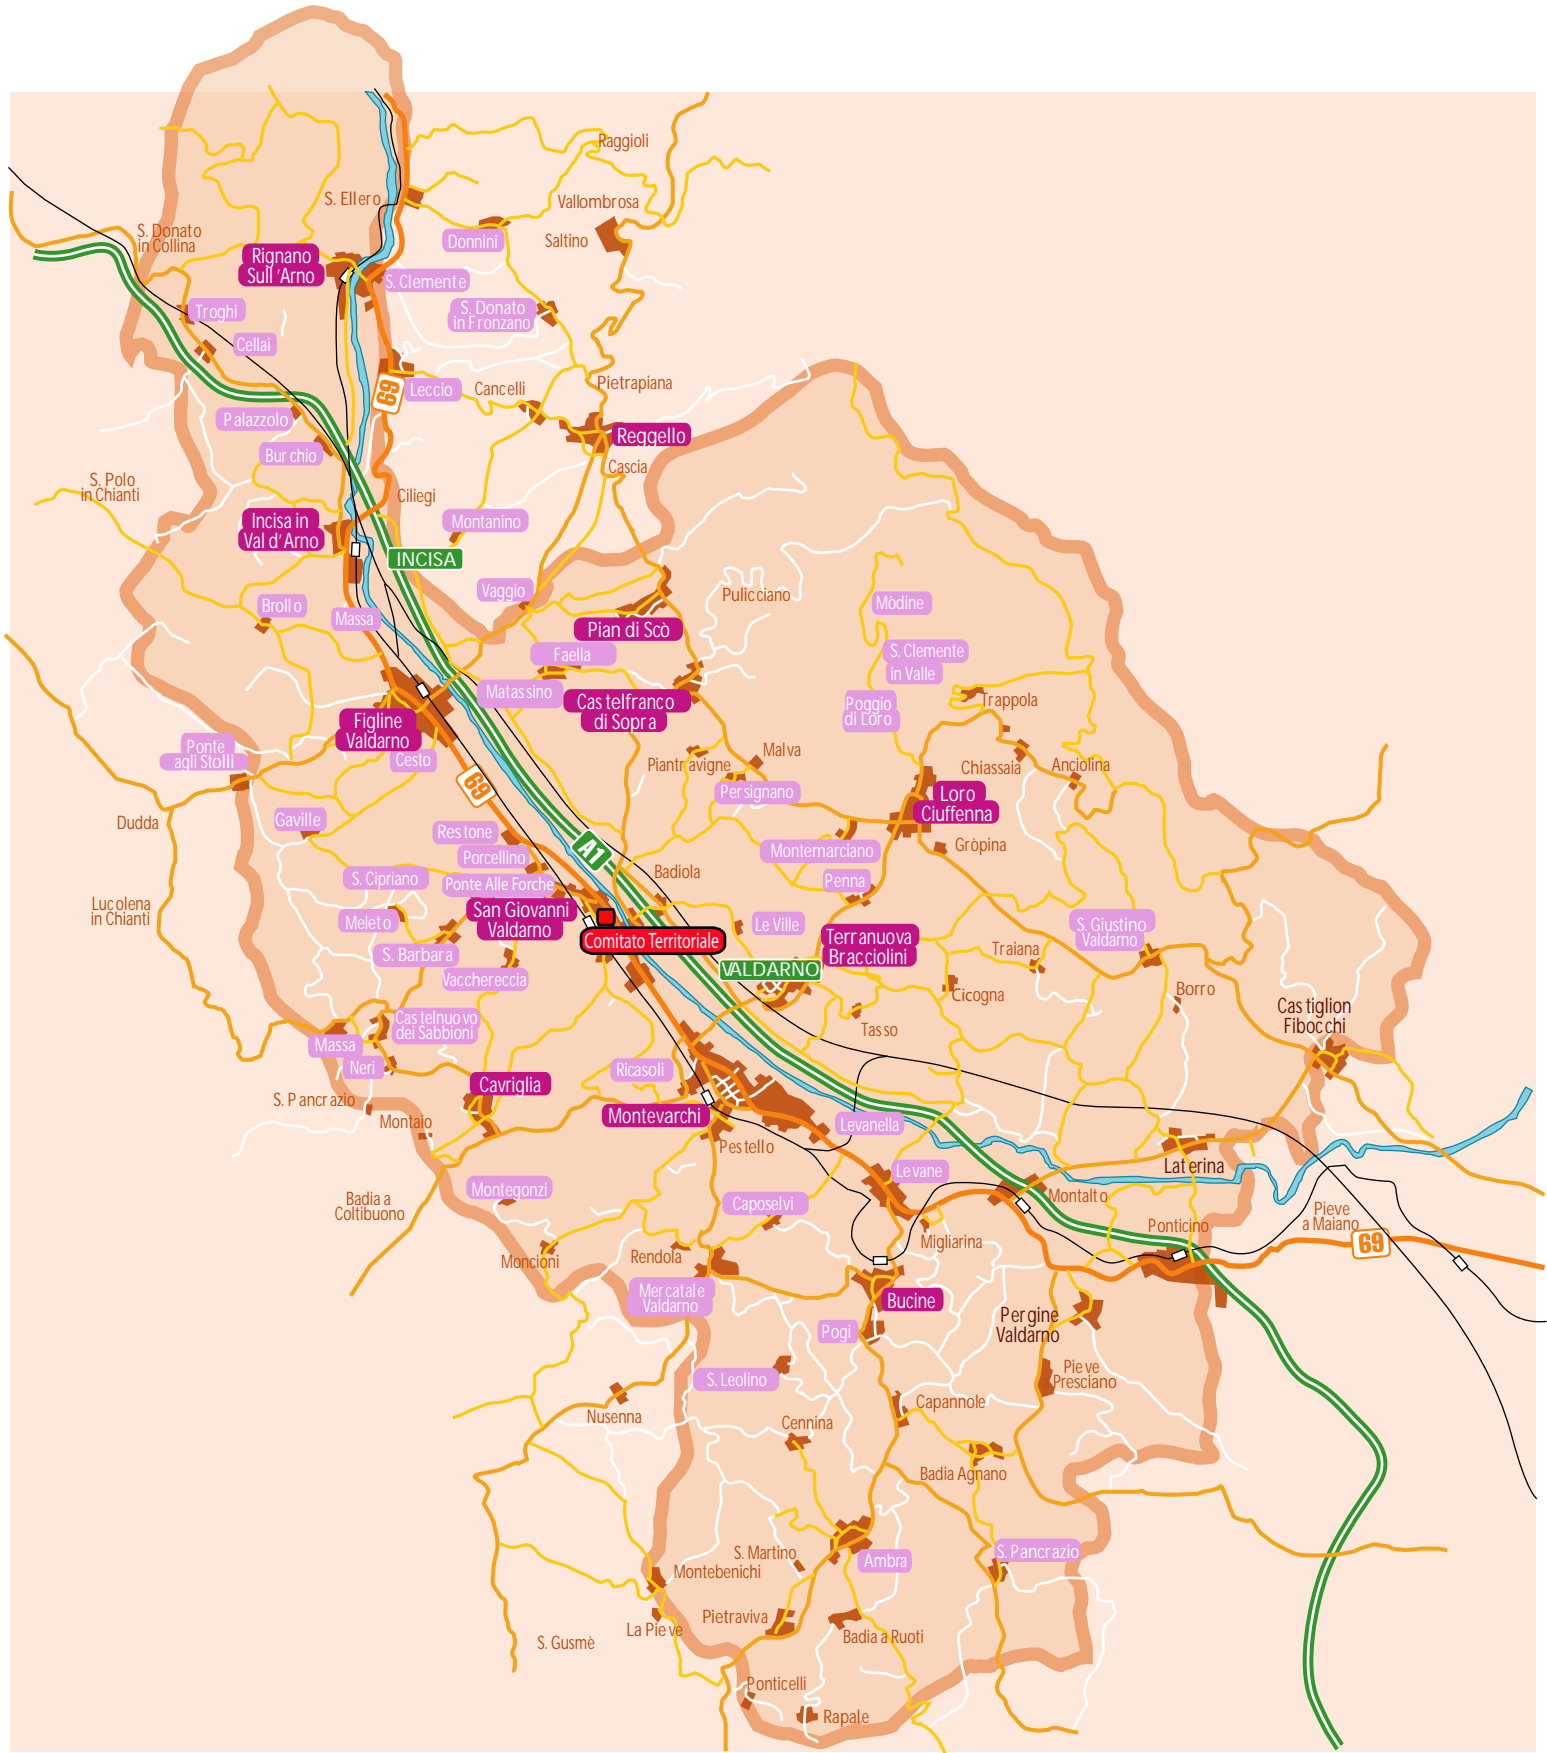 Raggioli
S. Ellero
Vallombrosa
S. Donato
in Collina
Donnini
Saltino
Rignano
Sull'Arno
S. Clemente
Troghi
S. Donato
in Fronzano
Cellai
69
Leccio
Cancelli
Pietrapiana
Palazzolo
Reggello
Burchio
Cascia
S. Polo
in Chianti
Ciliegi
Incisa in
Val d'Arno
Montanino
INCISA
Vaggio
Pulicciano
Mòdine
Brollo
Massa
Pian di Scò
Faella
S. Clemente
in Valle
Matassino
Castelfranco
di Sopra
Trappola
Poggio
di Loro
Figline
Valdarno
Ponte
agli Stolli
Cesto
Piantravigne
Malva
Chiassaia
Anciolina
69
Persignano
Loro
Ciuffenna
Dudda
Gaville
Restone
A1
Gròpina
Porcellino
Montemarciano
S. Cipriano
Ponte Alle Forche
Badiola
Penna
Lucolena
in Chianti
Meleto
San Giovanni
Valdarno
Le Ville
S. Giustino
Valdarno
Comitato Territoriale
Terranuova
Bracciolini
S. Barbara
Traiana
VALDARNO
Vacchereccia
Cicogna
Borro
Castelnuovo
dei Sabbioni
Tasso
Castiglion
Fibocchi
Massa
Neri
Ricasoli
Cavriglia
S. Pancrazio
Montevarchi
Montaio
Levanella
Pestello
Laterina
Levane
Montegonzi
Badia a
Coltibuono
Caposelvi
Montalto
Pieve
a Maiano
69
Ponticino
Migliarina
Moncioni
Rendola
Mercatale
Valdarno
Bucine
Pergine
Valdarno
Pogi
S. Leolino
Pieve
Presciano
Capannole
Nusenna
Cennina
Badia Agnano
S. Martino
Ambra
S. Pancrazio
Montebenichi
Pietraviva
La Pieve
Badia a Ruoti
S. Gusmè
Ponticelli
Rapale